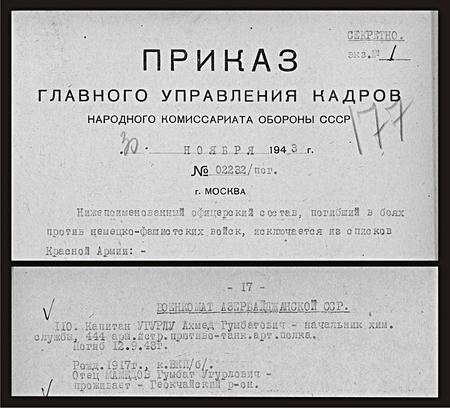 СЕКРЕТНО.
экз.№ 1
ПРИКАЗ
ГЛАВНОГО УПРАВЛЕНИЯ КАДРОВ
НАРОДНОГО КОМИССАРИАТА ОБОРОНЫ СССР
177
30. НОЯБРЯ 1943 г.
№ 02232/пог.
г. МОСКВА
Нижепоименованный офицерский состав, погибший в боях
против немецко-фашистских войск, исключается из списков
Красной Армии: -
- 17 -
ВОЕНКОМАТ АЗЕРБАЙДЖАНСКОЙ ССР.
110. Капитан УГУРЛУ Ахмед Гумбатович - начальник хим.
службы, 444 арм.истр.противо-танк.арт.полка.
Погиб 12.9.43г.
Рожд.1917г., к.ВКП/б/.
Отец МАМЕДОВ Гумбат Угурлович -
проживает - Геокчайский р-он.